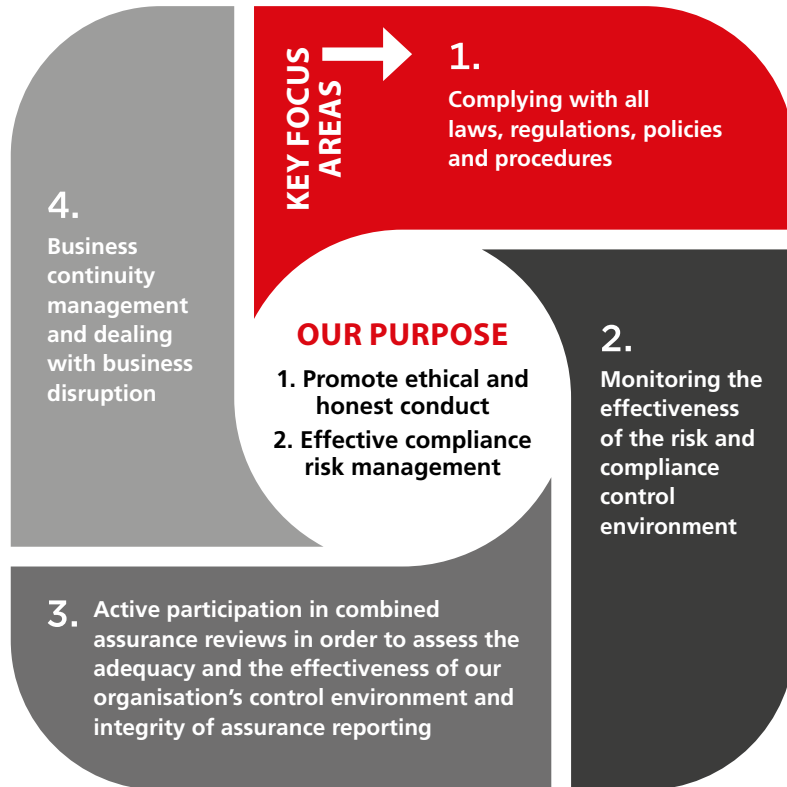 KEY FOCUS
AREAS
1.
Complying with all
laws, regulations, policies
and procedures
2.
Monitoring the
effectiveness
of the risk and
compliance
control
environment
3. Active participation in combined
assurance reviews in order to assess the
adequacy and the effectiveness of our
organisation's control environment and
integrity of assurance reporting
4.
Business
continuity
management
and dealing
with business
disruption
OUR PURPOSE
1. Promote ethical and
honest conduct
2. Effective compliance
risk management